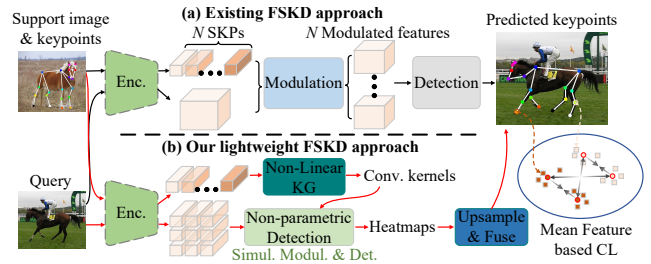 Support image
& keypoints
(a) Existing FSKD approach
Predicted keypoints
N SKPs
N Modulated features
Enc.
Modulation
Detection
(b) Our lightweight FSKD approach
Query
Enc.
Non-Linear
KG
Conv. kernels
Non-parametric
Detection
Heatmaps
Upsample
& Fuse
Simul. Modul. & Det.
Mean Feature
based CL